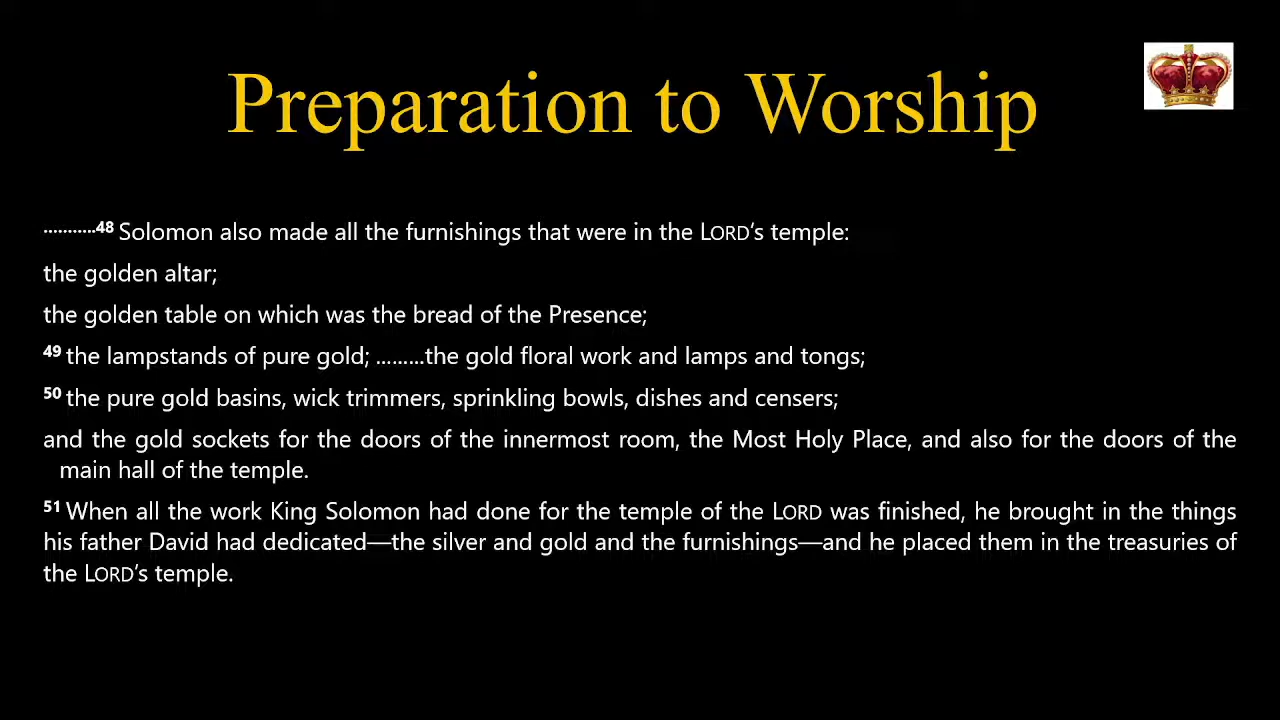 Preparation to Worship
...........48 Solomon also made all the furnishings that were in the LORD's temple:
the golden altar;
the golden table on which was the bread of the Presence;
49 the lampstands of pure gold; .........the gold floral work and lamps and tongs;
50 the pure gold basins, wick trimmers, sprinkling bowls, dishes and censers;
and the gold sockets for the doors of the innermost room, the Most Holy Place, and also for the doors of the
main hall of the temple.
51 When all the work King Solomon had done for the temple of the LORD was finished, he brought in the things
his father David had dedicated—the silver and gold and the furnishings—and he placed them in the treasuries of
the LORD's temple.